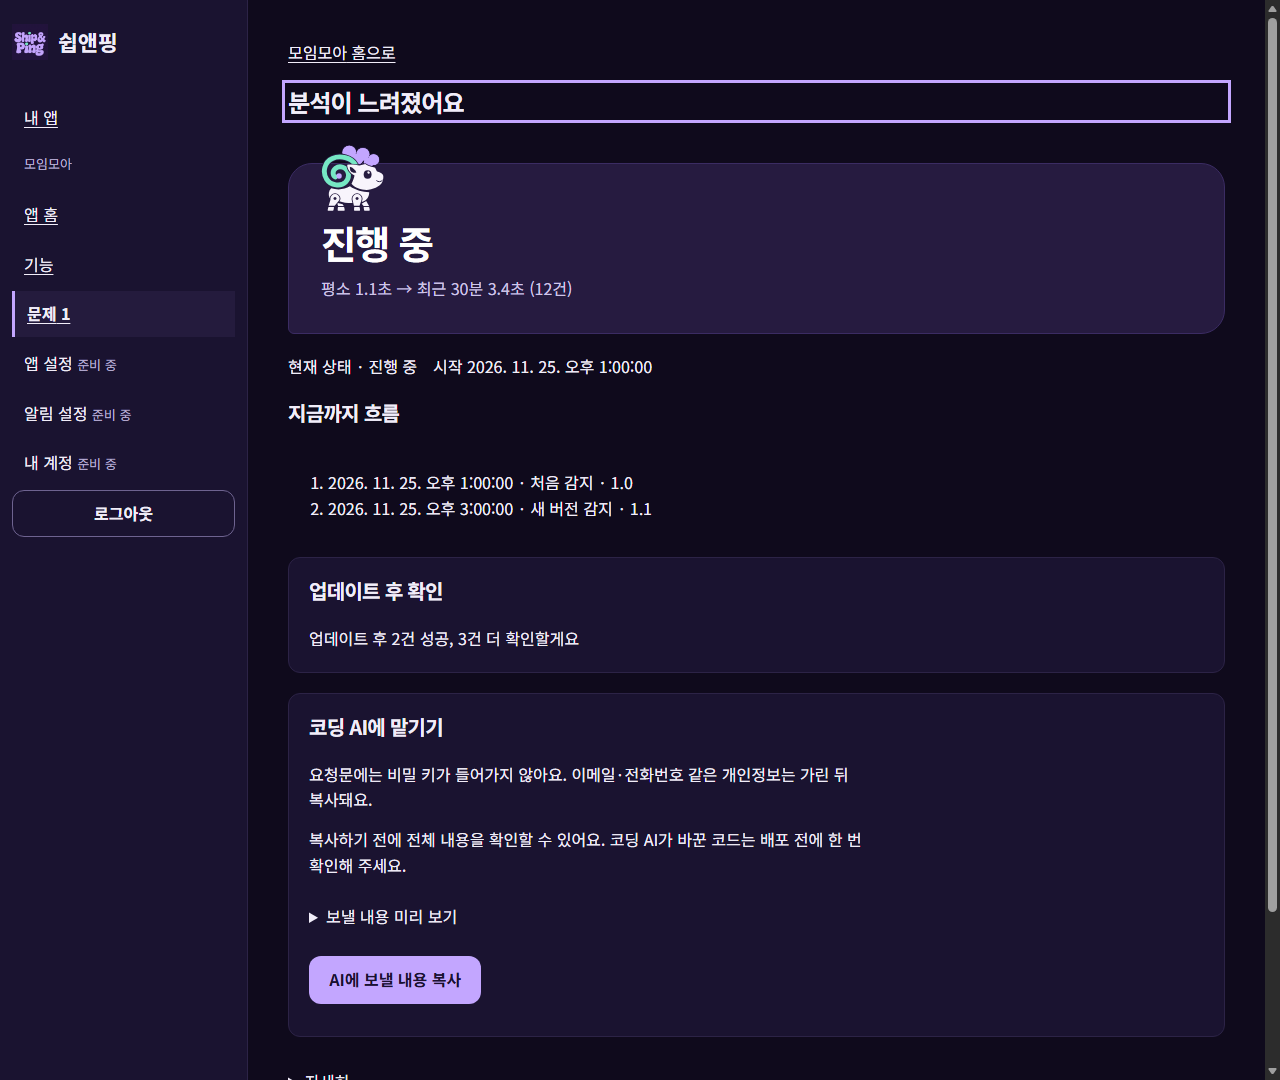 Ship&
Ping
쉽앤핑
내 앱
모임모아
앱 홈
기능
문제 1
앱 설정 준비 중
알림 설정 준비 중
내 계정 준비 중
로그아웃
모임모아 홈으로
분석이 느려졌어요
진행 중
평소 1.1초 → 최근 30분 3.4초 (12건)
현재 상태 · 진행 중 시작 2026. 11. 25. 오후 1:00:00
지금까지 흐름
1. 2026. 11. 25. 오후 1:00:00 · 처음 감지 · 1.0
2. 2026. 11. 25. 오후 3:00:00 · 새 버전 감지 · 1.1
업데이트 후 확인
업데이트 후 2건 성공, 3건 더 확인할게요
코딩 AI에 맡기기
요청문에는 비밀 키가 들어가지 않아요. 이메일·전화번호 같은 개인정보는 가린 뒤
복사돼요.
복사하기 전에 전체 내용을 확인할 수 있어요. 코딩 AI가 바꾼 코드는 배포 전에 한 번
확인해 주세요.
▶ 보낼 내용 미리 보기
AI에 보낼 내용 복사